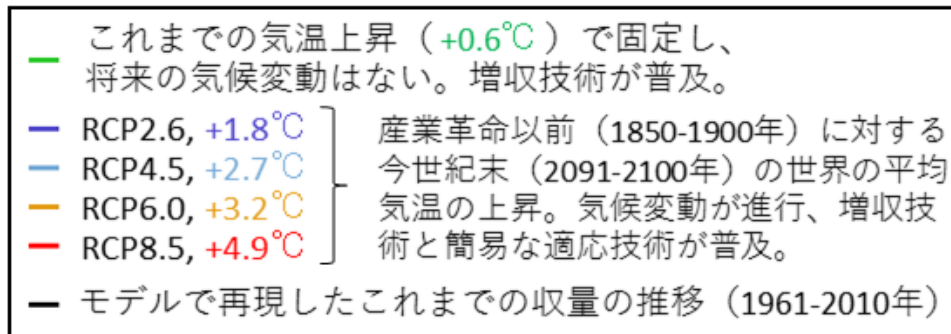 これまでの気温上昇（+0.6℃）で固定し、
将来の気候変動はない。増収技術が普及。
RCP2.6, +1.8℃
RCP4.5, +2.7℃
RCP6.0, +3.2℃
RCP8.5, +4.9℃
産業革命以前（1850-1900年）に対する
今世紀末（2091-2100年）の世界の平均
気温の上昇。気候変動が進行、増収技
術と簡易な適応技術が普及。
モデルで再現したこれまでの収量の推移（1961-2010年）